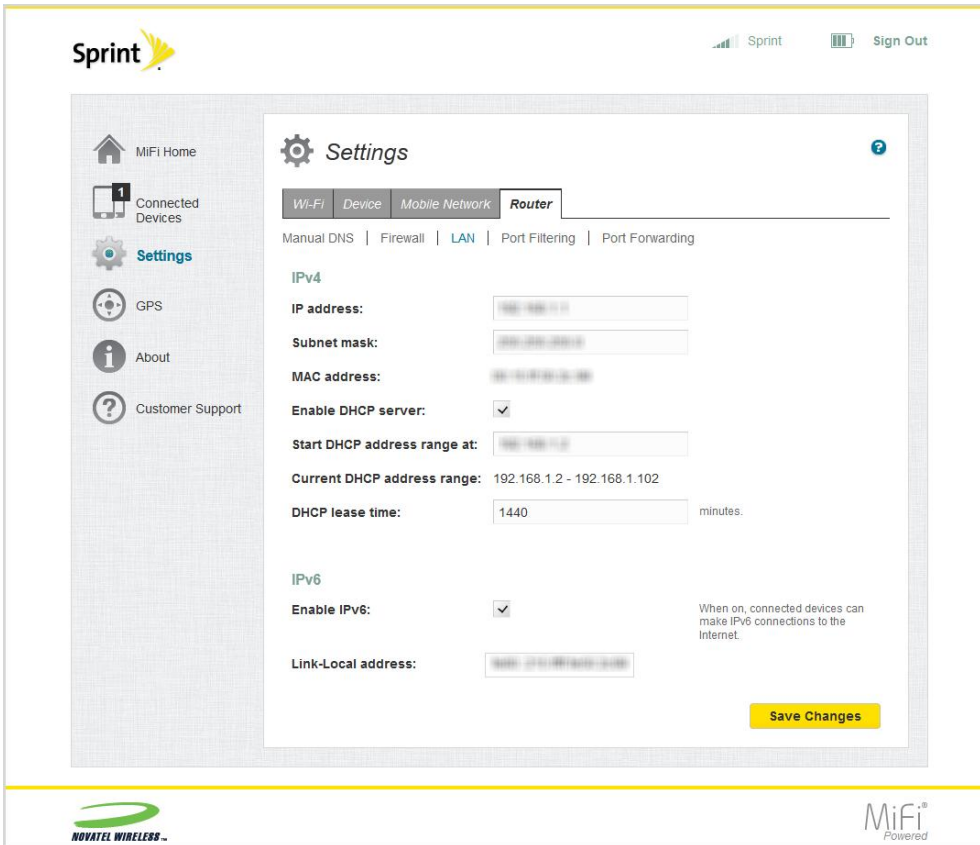 Sprint
Sprint
Sign Out
MiFi Home
1
Connected
Devices
Settings
GPS
About
Customer Support
Settings
Wi-Fi Device Mobile Network Router
Manual DNS | Firewall | LAN | Port Filtering | Port Forwarding
IPv4
IP address:
Subnet mask:
MAC address:
Enable DHCP server:
Start DHCP address range at:
Current DHCP address range: 192.168.1.2 - 192.168.1.102
DHCP lease time: 1440 minutes.
IPv6
Enable IPv6:
When on, connected devices can
make IPv6 connections to the
Internet.
Link-Local address:
Save Changes
NOVATEL WIRELESS™
MiFi®
Powered